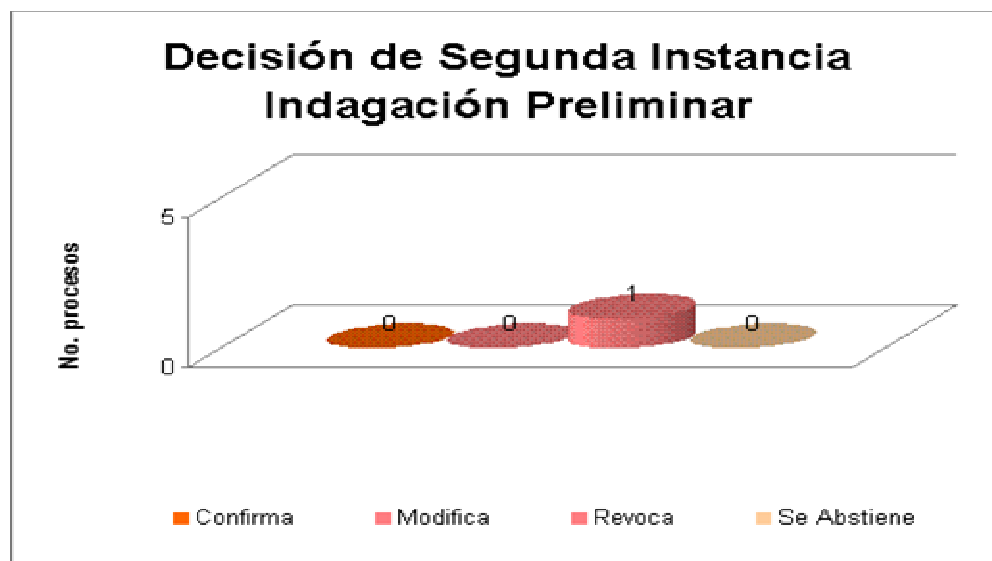 Decisión de Segunda Instancia
Indagación Preliminar
No. procesos
5
0
0
0
1
0
Confirma
Modifica
Revoca
Se Abstiene